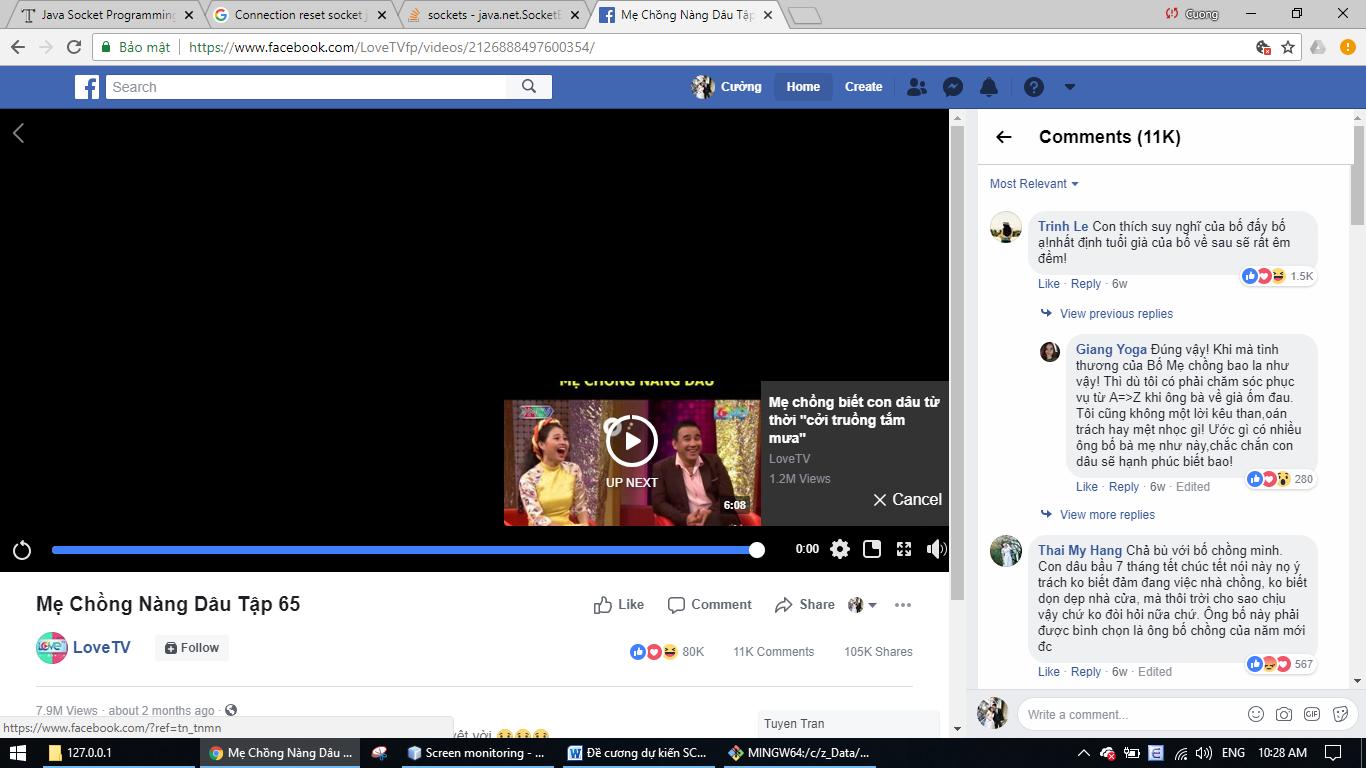 Java Socket Programming
Connection reset socket j
sockets - java.net.SocketE
Mẹ Chồng Nàng Dâu Tập
Cuong
Bảo mật
https://www.facebook.com/LoveTVfp/videos/2126888497600354/
Search
Cường
Home
Create
Comments (11K)
Most Relevant
Trinh Le Con thích suy nghĩ của bố đấy bố
ạ!nhất định tuổi già của bố về sau sẽ rất êm
đềm!
1.5K
Like · Reply · 6w
View previous replies
Giang Yoga Đúng vậy! Khi mà tình
thương của Bố Mẹ chồng bao la như
vậy! Thì dù tôi có phải chăm sóc phục
vụ từ A=>Z khi ông bà về già ốm đau.
Tôi cũng không một lời kêu than,oán
trách hay mệt nhọc gì! Ước gì có nhiều
ông bố bà mẹ như này,chắc chắn con
dâu sẽ hạnh phúc biết bao!
280
Like · Reply · 6w · Edited
View more replies
Thai My Hang Chả bù với bố chồng mình.
Con dâu bầu 7 tháng tết chúc tết nói này nọ ý
trách ko biết đảm đang việc nhà chồng, ko biết
dọn dẹp nhà cửa, mà thôi trời cho sao chịu
vậy chứ ko đòi hỏi nữa chứ. Ông bố này phải
được bình chọn là ông bố chồng của năm mới
đc
567
Like · Reply · 6w · Edited
Write a comment...
GIF
MẸ CHỒNG NÀNG DÂU
UP NEXT
6:08
Mẹ chồng biết con dâu từ
thời "cởi truồng tắm
mưa"
LoveTV
1.2M Views
Cancel
0:00
Mẹ Chồng Nàng Dâu Tập 65
Like
Comment
Share
LoveTV
Follow
80K
11K Comments
105K Shares
7.9M Views · about 2 months ago ·
Tuyen Tran
https://www.facebook.com/?ref=tn_tnmn
vời
127.0.0.1
Mẹ Chồng Nàng Dâu ...
Screen monitoring - ...
Đề cương dự kiến SC...
MINGW64:/c/z_Data/...
ENG
10:28 AM